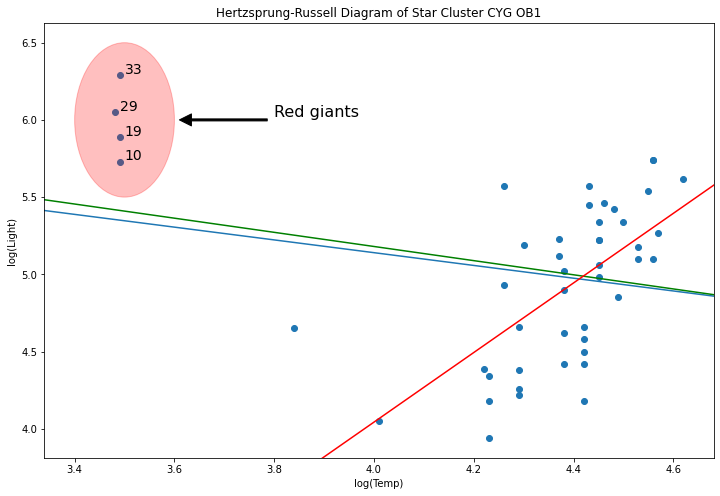 Hertzsprung-Russell Diagram of Star Cluster CYG OB1
6.5
33
29
Red giants
6.0
19
10
5.5
log(Light)
5.0
4.5
4.0
3.4 3.6 3.8 4.0 4.2 4.4 4.6
log(Temp)